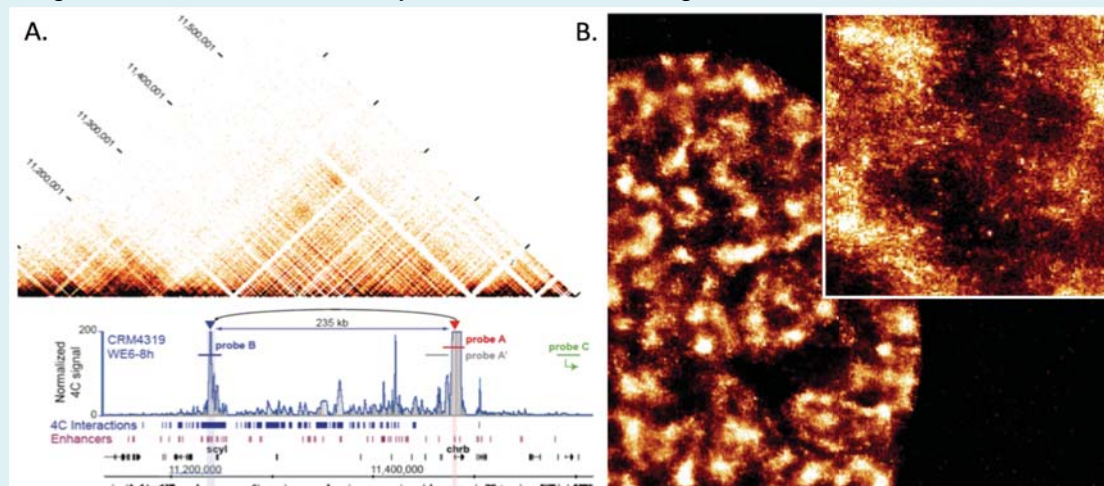 A.
B.
11,500,001
11,400,001
11,300,001
11,200,001
200
Normalized
4C signal
0
CRM4319
WE6-8h
235 kb
probe B
probe A
probe A'
probe C
4C Interactions
Enhancers
scyl
chrb
11,200,000
11,400,000